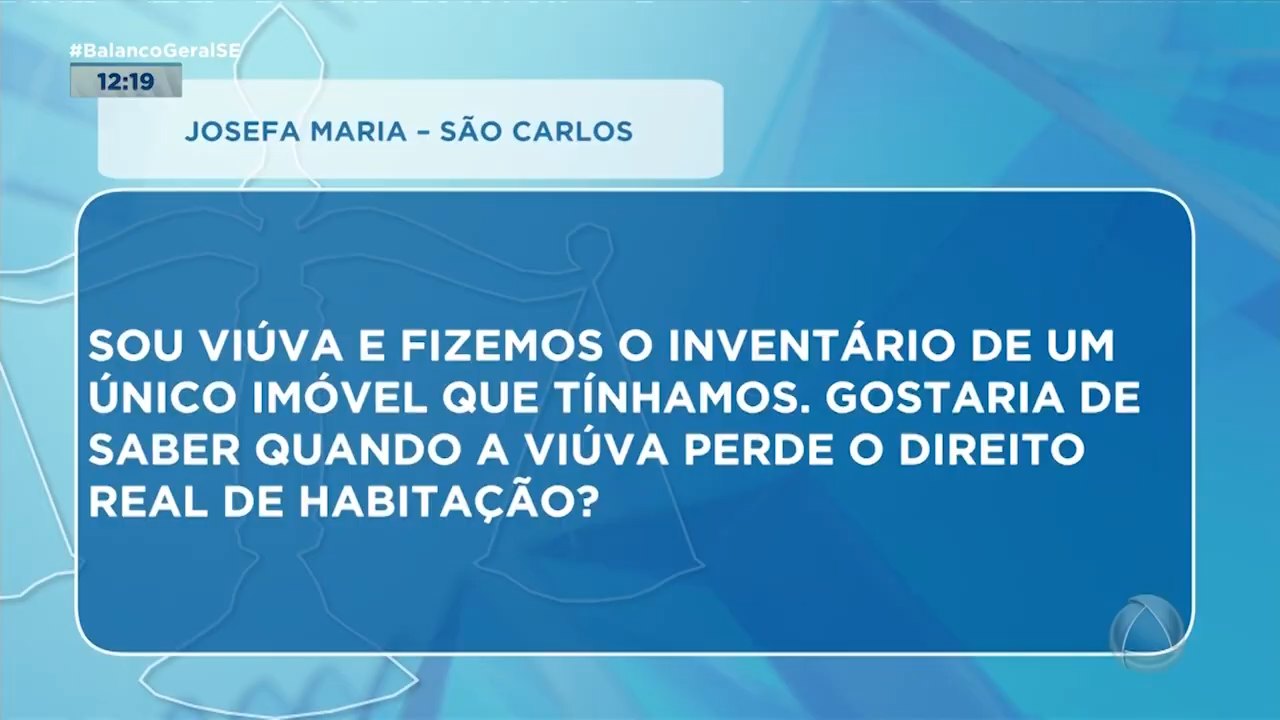 #BalancoGeralSE
12:19
JOSEFA MARIA – SÃO CARLOS
SOU VIÚVA E FIZEMOS O INVENTÁRIO DE UM
ÚNICO IMÓVEL QUE TÍNHAMOS. GOSTARIA DE
SABER QUANDO A VIÚVA PERDE O DIREITO
REAL DE HABITAÇÃO?